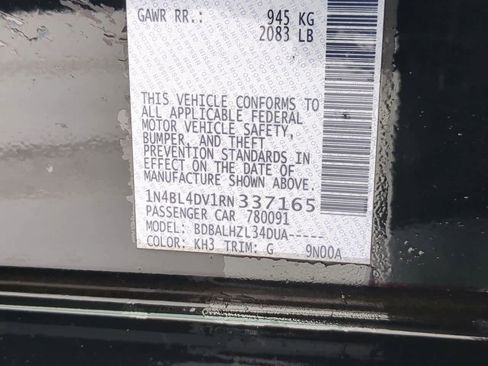 GAWR RR.: 945 KG
2083 LB
THIS VEHICLE CONFORMS TO
ALL APPLICABLE FEDERAL
MOTOR VEHICLE SAFETY,
BUMPER, AND THEFT
PREVENTION STANDARDS IN
EFFECT ON THE DATE OF
MANUFACTURE SHOWN ABOVE.
1N4BL4DV1RN337165
PASSENGER CAR 780091
MODEL: BDBALHZL34DUA-----
COLOR: KH3 TRIM: G 9N00A